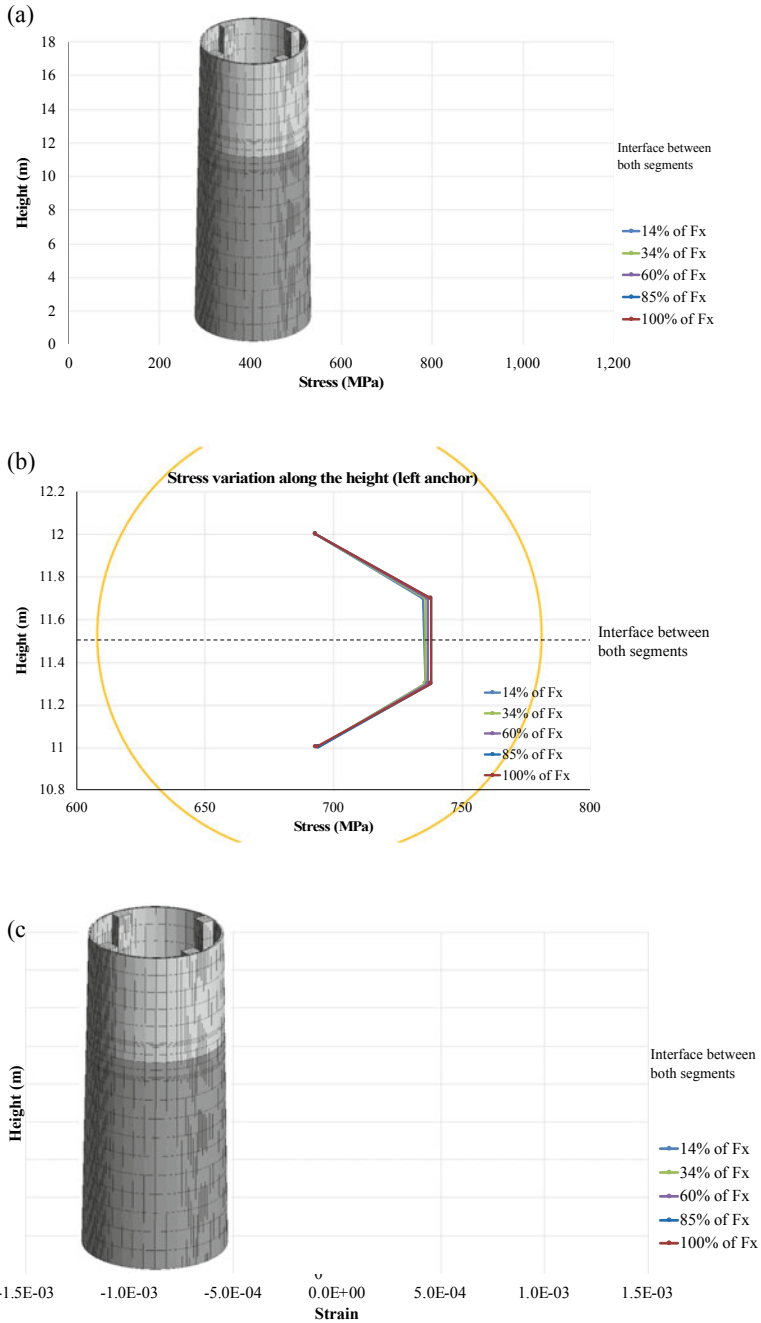 (a)
18
16
14
12
10
8
6
4
2
0
Height (m)
0 200 400 600 800 1,000 1,200
Stress (MPa)
Interface between
both segments
14% of Fx
34% of Fx
60% of Fx
85% of Fx
100% of Fx
(b)
Stress variation along the height (left anchor)
12.2
12
11.8
11.6
11.4
11.2
11
10.8
Height (m)
600 650 700 750 800
Stress (MPa)
Interface between
both segments
14% of Fx
34% of Fx
60% of Fx
85% of Fx
100% of Fx
(c
Height (m)
Interface between
both segments
14% of Fx
34% of Fx
60% of Fx
85% of Fx
100% of Fx
0
-1.5E-03 -1.0E-03 -5.0E-04 0.0E+00 5.0E-04 1.0E-03 1.5E-03
Strain